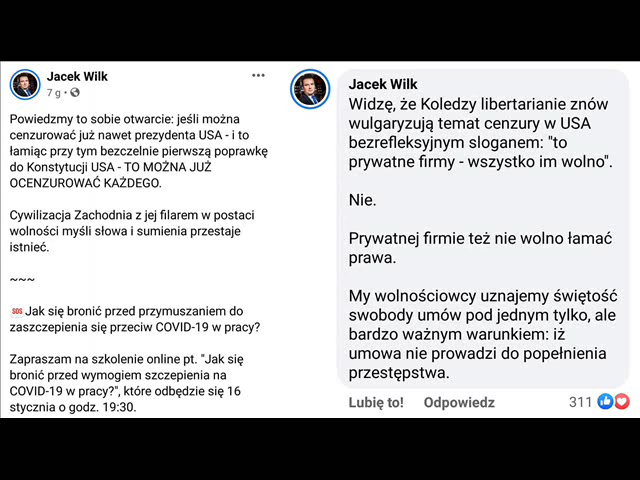 Jacek Wilk
7 g •
Powiedzmy to sobie otwarcie: jeśli można
cenzurować już nawet prezydenta USA - i to
łamiąc przy tym bezczelnie pierwszą poprawkę
do Konstytucji USA - TO MOŻNA JUŻ
OCENZUROWAĆ KAŻDEGO.
Cywilizacja Zachodnia z jej filarem w postaci
wolności myśli słowa i sumienia przestaje
istnieć.
~~~
SOS Jak się bronić przed przymuszaniem do
zaszczepienia się przeciw COVID-19 w pracy?
Zapraszam na szkolenie online pt. "Jak się
bronić przed wymogiem szczepienia na
COVID-19 w pracy?", które odbędzie się 16
stycznia o godz. 19:30.
Jacek Wilk
Widzę, że Koledzy libertarianie znów
wulgaryzują temat cenzury w USA
bezrefleksyjnym sloganem: "to
prywatne firmy - wszystko im wolno".
Nie.
Prywatnej firmie też nie wolno łamać
prawa.
My wolnościowcy uznajemy świętość
swobody umów pod jednym tylko, ale
bardzo ważnym warunkiem: iż
umowa nie prowadzi do popełnienia
przestępstwa.
Lubię to! Odpowiedz 311